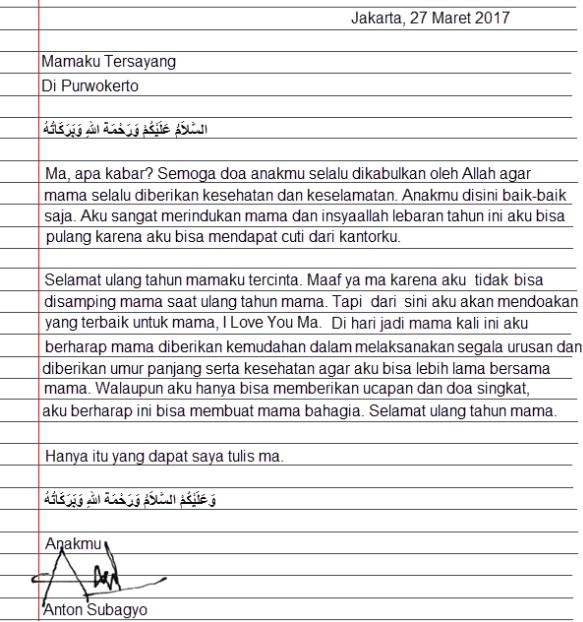 Jakarta, 27 Maret 2017
Mamaku Tersayang
Di Purwokerto
السَّلاَمُ عَلَيْكُمْ وَرَحْمَةُ اللهِ وَبَرَكَاتُهُ
Ma, apa kabar? Semoga doa anakmu selalu dikabulkan oleh Allah agar
mama selalu diberikan kesehatan dan keselamatan. Anakmu disini baik-baik
saja. Aku sangat merindukan mama dan insyaallah lebaran tahun ini aku bisa
pulang karena aku bisa mendapat cuti dari kantorku.
Selamat ulang tahun mamaku tercinta. Maaf ya ma karena aku tidak bisa
disamping mama saat ulang tahun mama. Tapi dari sini aku akan mendoakan
yang terbaik untuk mama, I Love You Ma. Di hari jadi mama kali ini aku
berharap mama diberikan kemudahan dalam melaksanakan segala urusan dan
diberikan umur panjang serta kesehatan agar aku bisa lebih lama bersama
mama. Walaupun aku hanya bisa memberikan ucapan dan doa singkat,
aku berharap ini bisa membuat mama bahagia. Selamat ulang tahun mama.
Hanya itu yang dapat saya tulis ma.
وَعَلَيْكُمْ السَّلاَمُ وَرَحْمَةُ اللهِ وَبَرَكَاتُهُ
Anakmu
Anton Subagyo